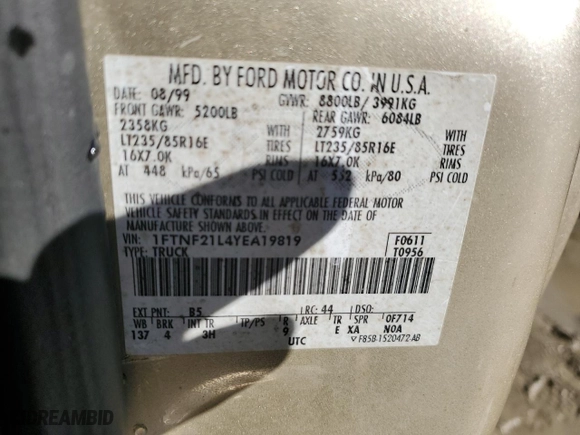 MFD. BY FORD MOTOR CO. IN U.S.A.
DATE: 08/99 GVWR: 8800LB/ 3991KG
FRONT GAWR: 5200LB REAR GAWR: 6084LB
2358KG WITH 2759KG WITH
LT235/85R16E TIRES LT235/85R16E TIRES
16X7.0K RIMS 16X7.0K RIMS
AT 448 kPa/65 PSI COLD AT 552 kPa/80 PSI COLD
THIS VEHICLE CONFORMS TO ALL APPLICABLE FEDERAL MOTOR
VEHICLE SAFETY STANDARDS IN EFFECT ON THE DATE OF
MANUFACTURE SHOWN ABOVE.
VIN: 1FTNF21L4YEA19819 F0611
TYPE: TRUCK T0956
EXT PNT: B5 RC: 44 DSO:
WB BRK INT TR TP/PS R AXLE TR SPR 0F714
137 4 3H 9 E XA N0A
UTC F85B-1520472-AB
DREAMBID